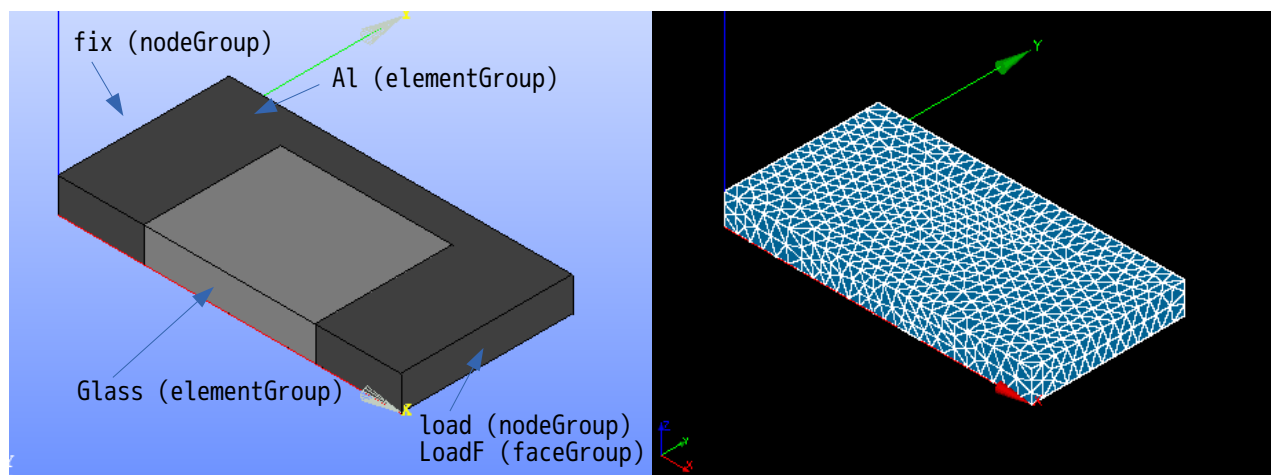 fix (nodeGroup)
Al (elementGroup)
Glass (elementGroup)
load (nodeGroup)
LoadF (faceGroup)
X
Y
Y
X
Z
Y
X